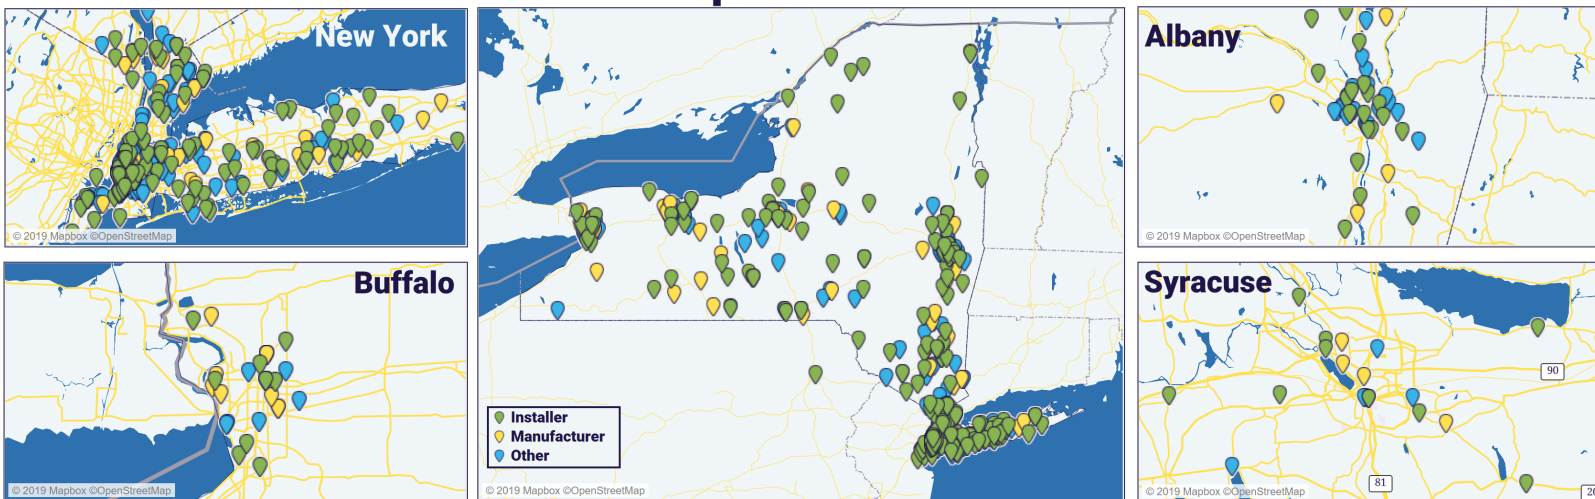 New York
© 2019 Mapbox ©OpenStreetMap
Buffalo
© 2019 Mapbox ©OpenStreetMap
Installer
Manufacturer
Other
© 2019 Mapbox ©OpenStreetMap
Albany
© 2019 Mapbox ©OpenStreetMap
Syracuse
90
81
© 2019 Mapbox ©OpenStreetMap